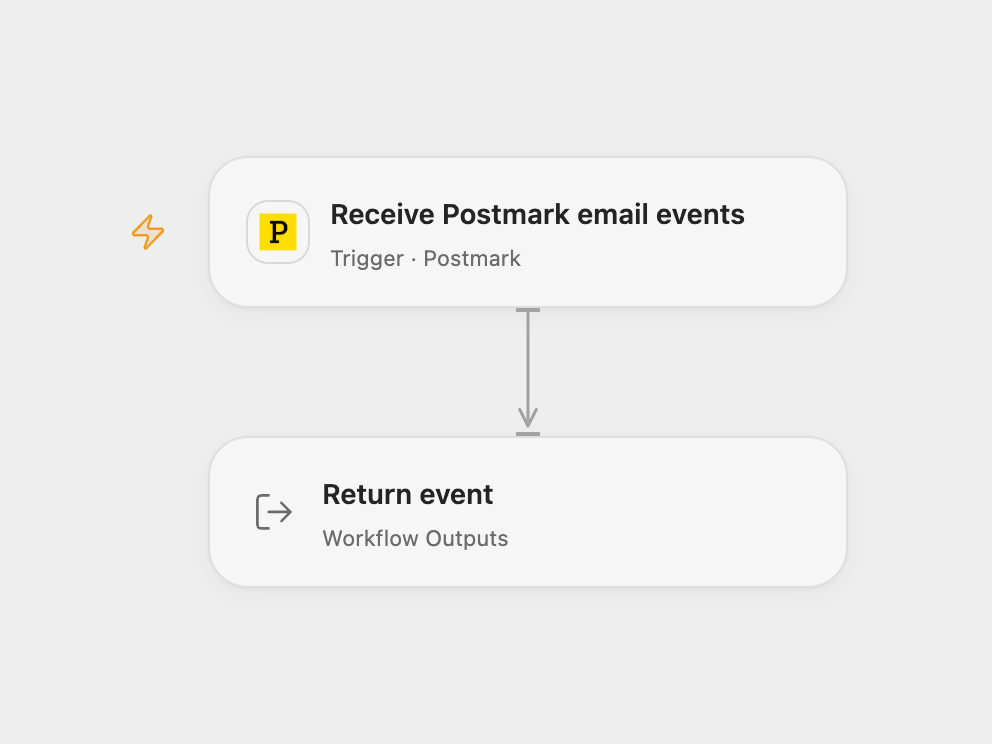 P
Receive Postmark email events
Trigger · Postmark
Return event
Workflow Outputs